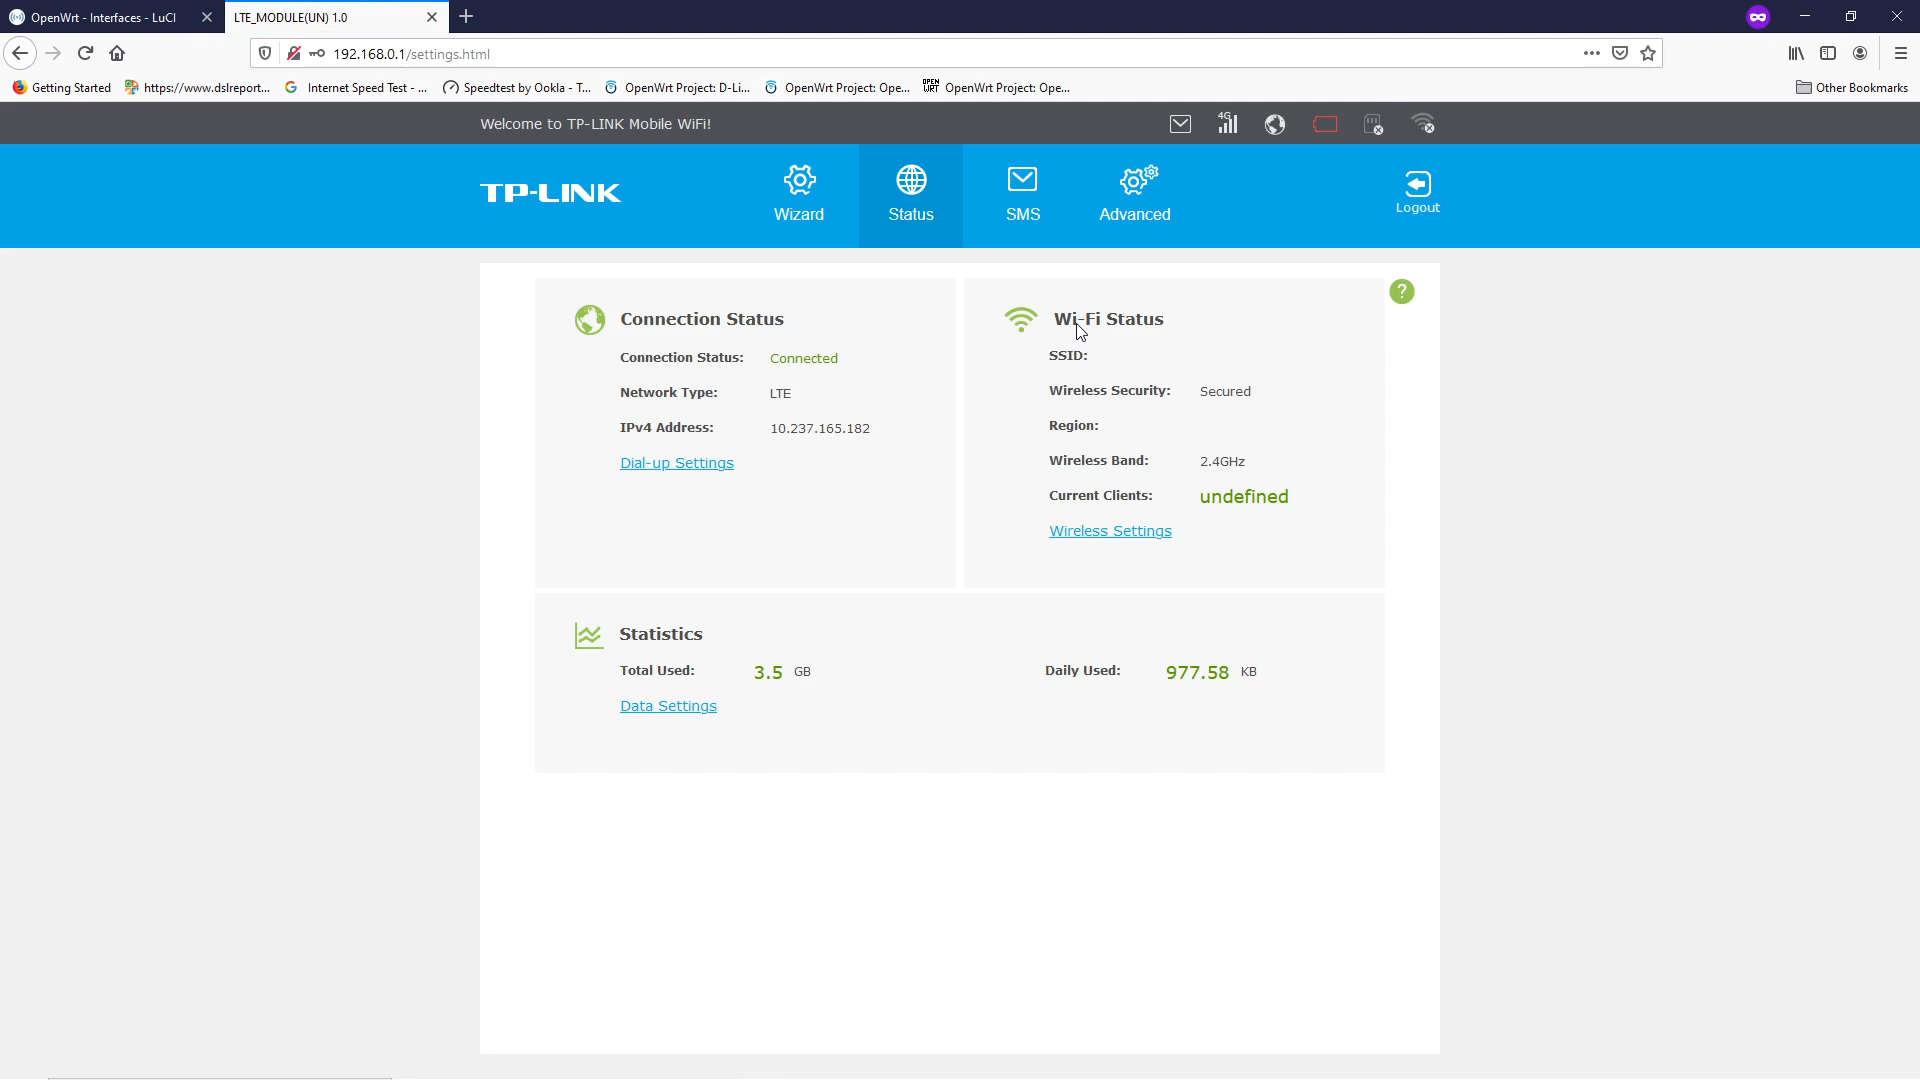 OpenWrt - Interfaces - LuCI
LTE_MODULE(UN) 1.0
192.168.0.1/settings.html
Getting Started
https://www.dslreport...
Internet Speed Test - ...
Speedtest by Ookla - T...
OpenWrt Project: D-Li...
OpenWrt Project: Ope...
OPEN WRT
OpenWrt Project: Ope...
Other Bookmarks
Welcome to TP-LINK Mobile WiFi!
4G
TP-LINK
Wizard
Status
SMS
Advanced
Logout
Connection Status
Connection Status: Connected
Network Type: LTE
IPv4 Address: 10.237.165.182
Dial-up Settings
Wi-Fi Status
SSID:
Wireless Security: Secured
Region:
Wireless Band: 2.4GHz
Current Clients: undefined
Wireless Settings
?
Statistics
Total Used: 3.5 GB
Daily Used: 977.58 KB
Data Settings